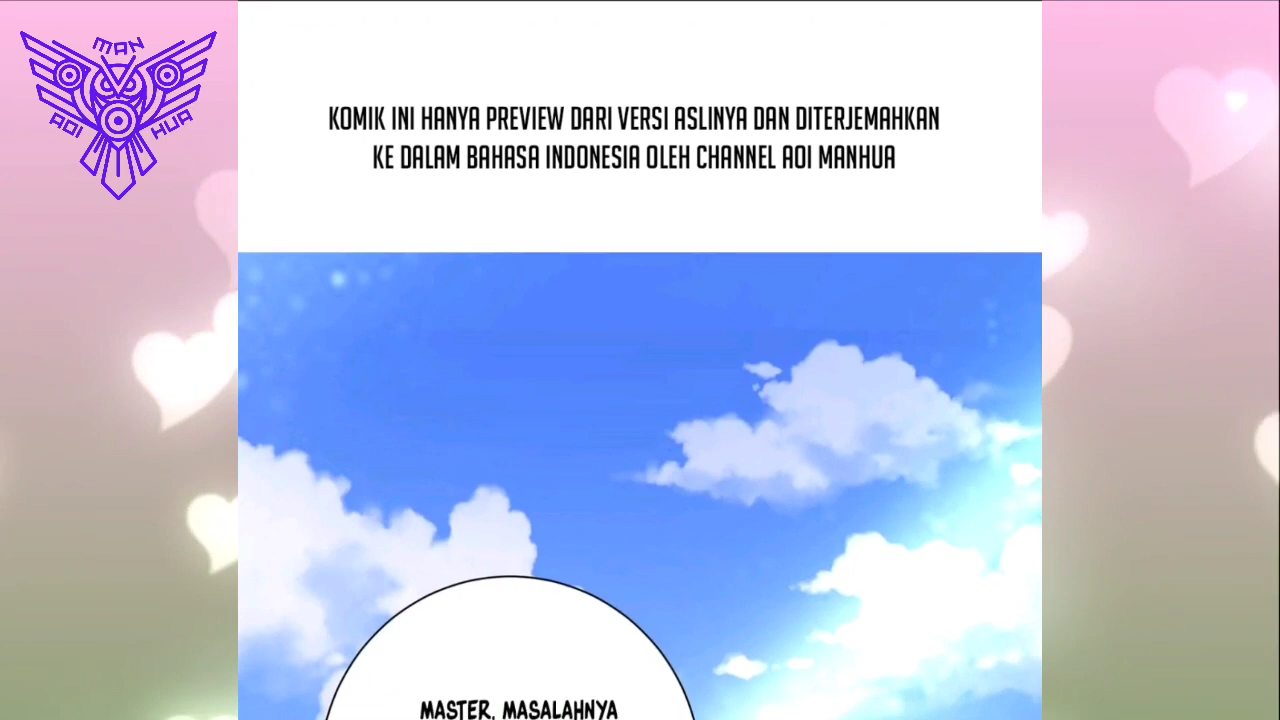 MAN
AOI HUA
KOMIK INI HANYA PREVIEW DARI VERSI ASLINYA DAN DITERJEMAHKAN
KE DALAM BAHASA INDONESIA OLEH CHANNEL AOI MANHUA
MASTER, MASALAHNYA